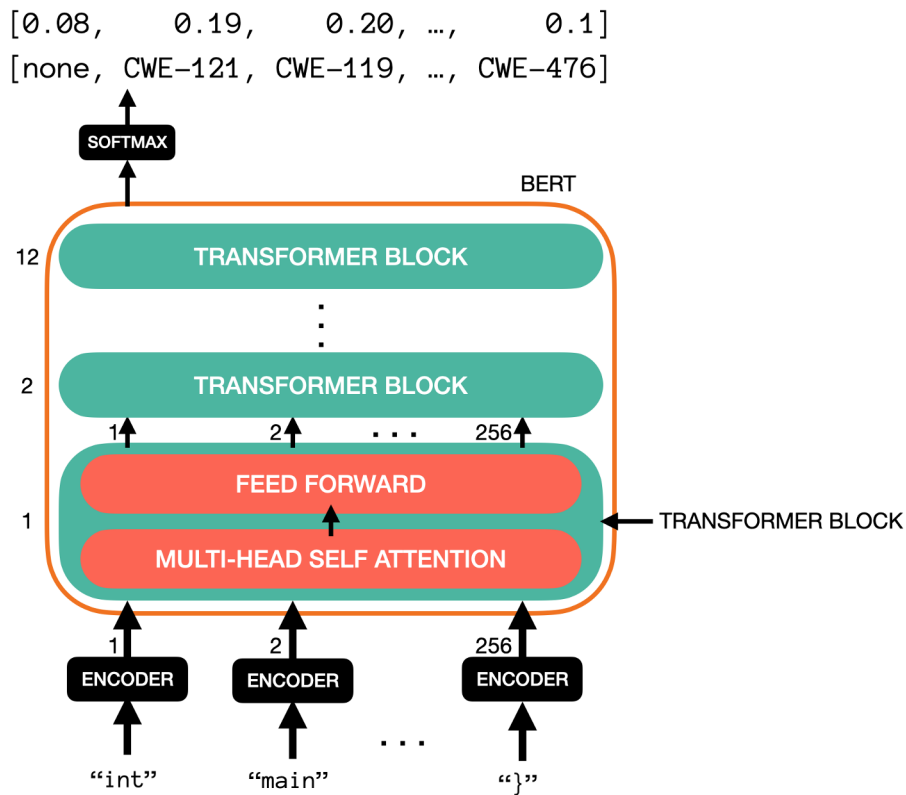 [0.08, 0.19, 0.20, …, 0.1]
[none, CWE-121, CWE-119, …, CWE-476]
SOFTMAX
BERT
12 TRANSFORMER BLOCK
2 TRANSFORMER BLOCK
1 2 ... 256
FEED FORWARD
1 TRANSFORMER BLOCK
MULTI-HEAD SELF ATTENTION
1 2 256
ENCODER ENCODER ENCODER
...
“int” “main” “}”